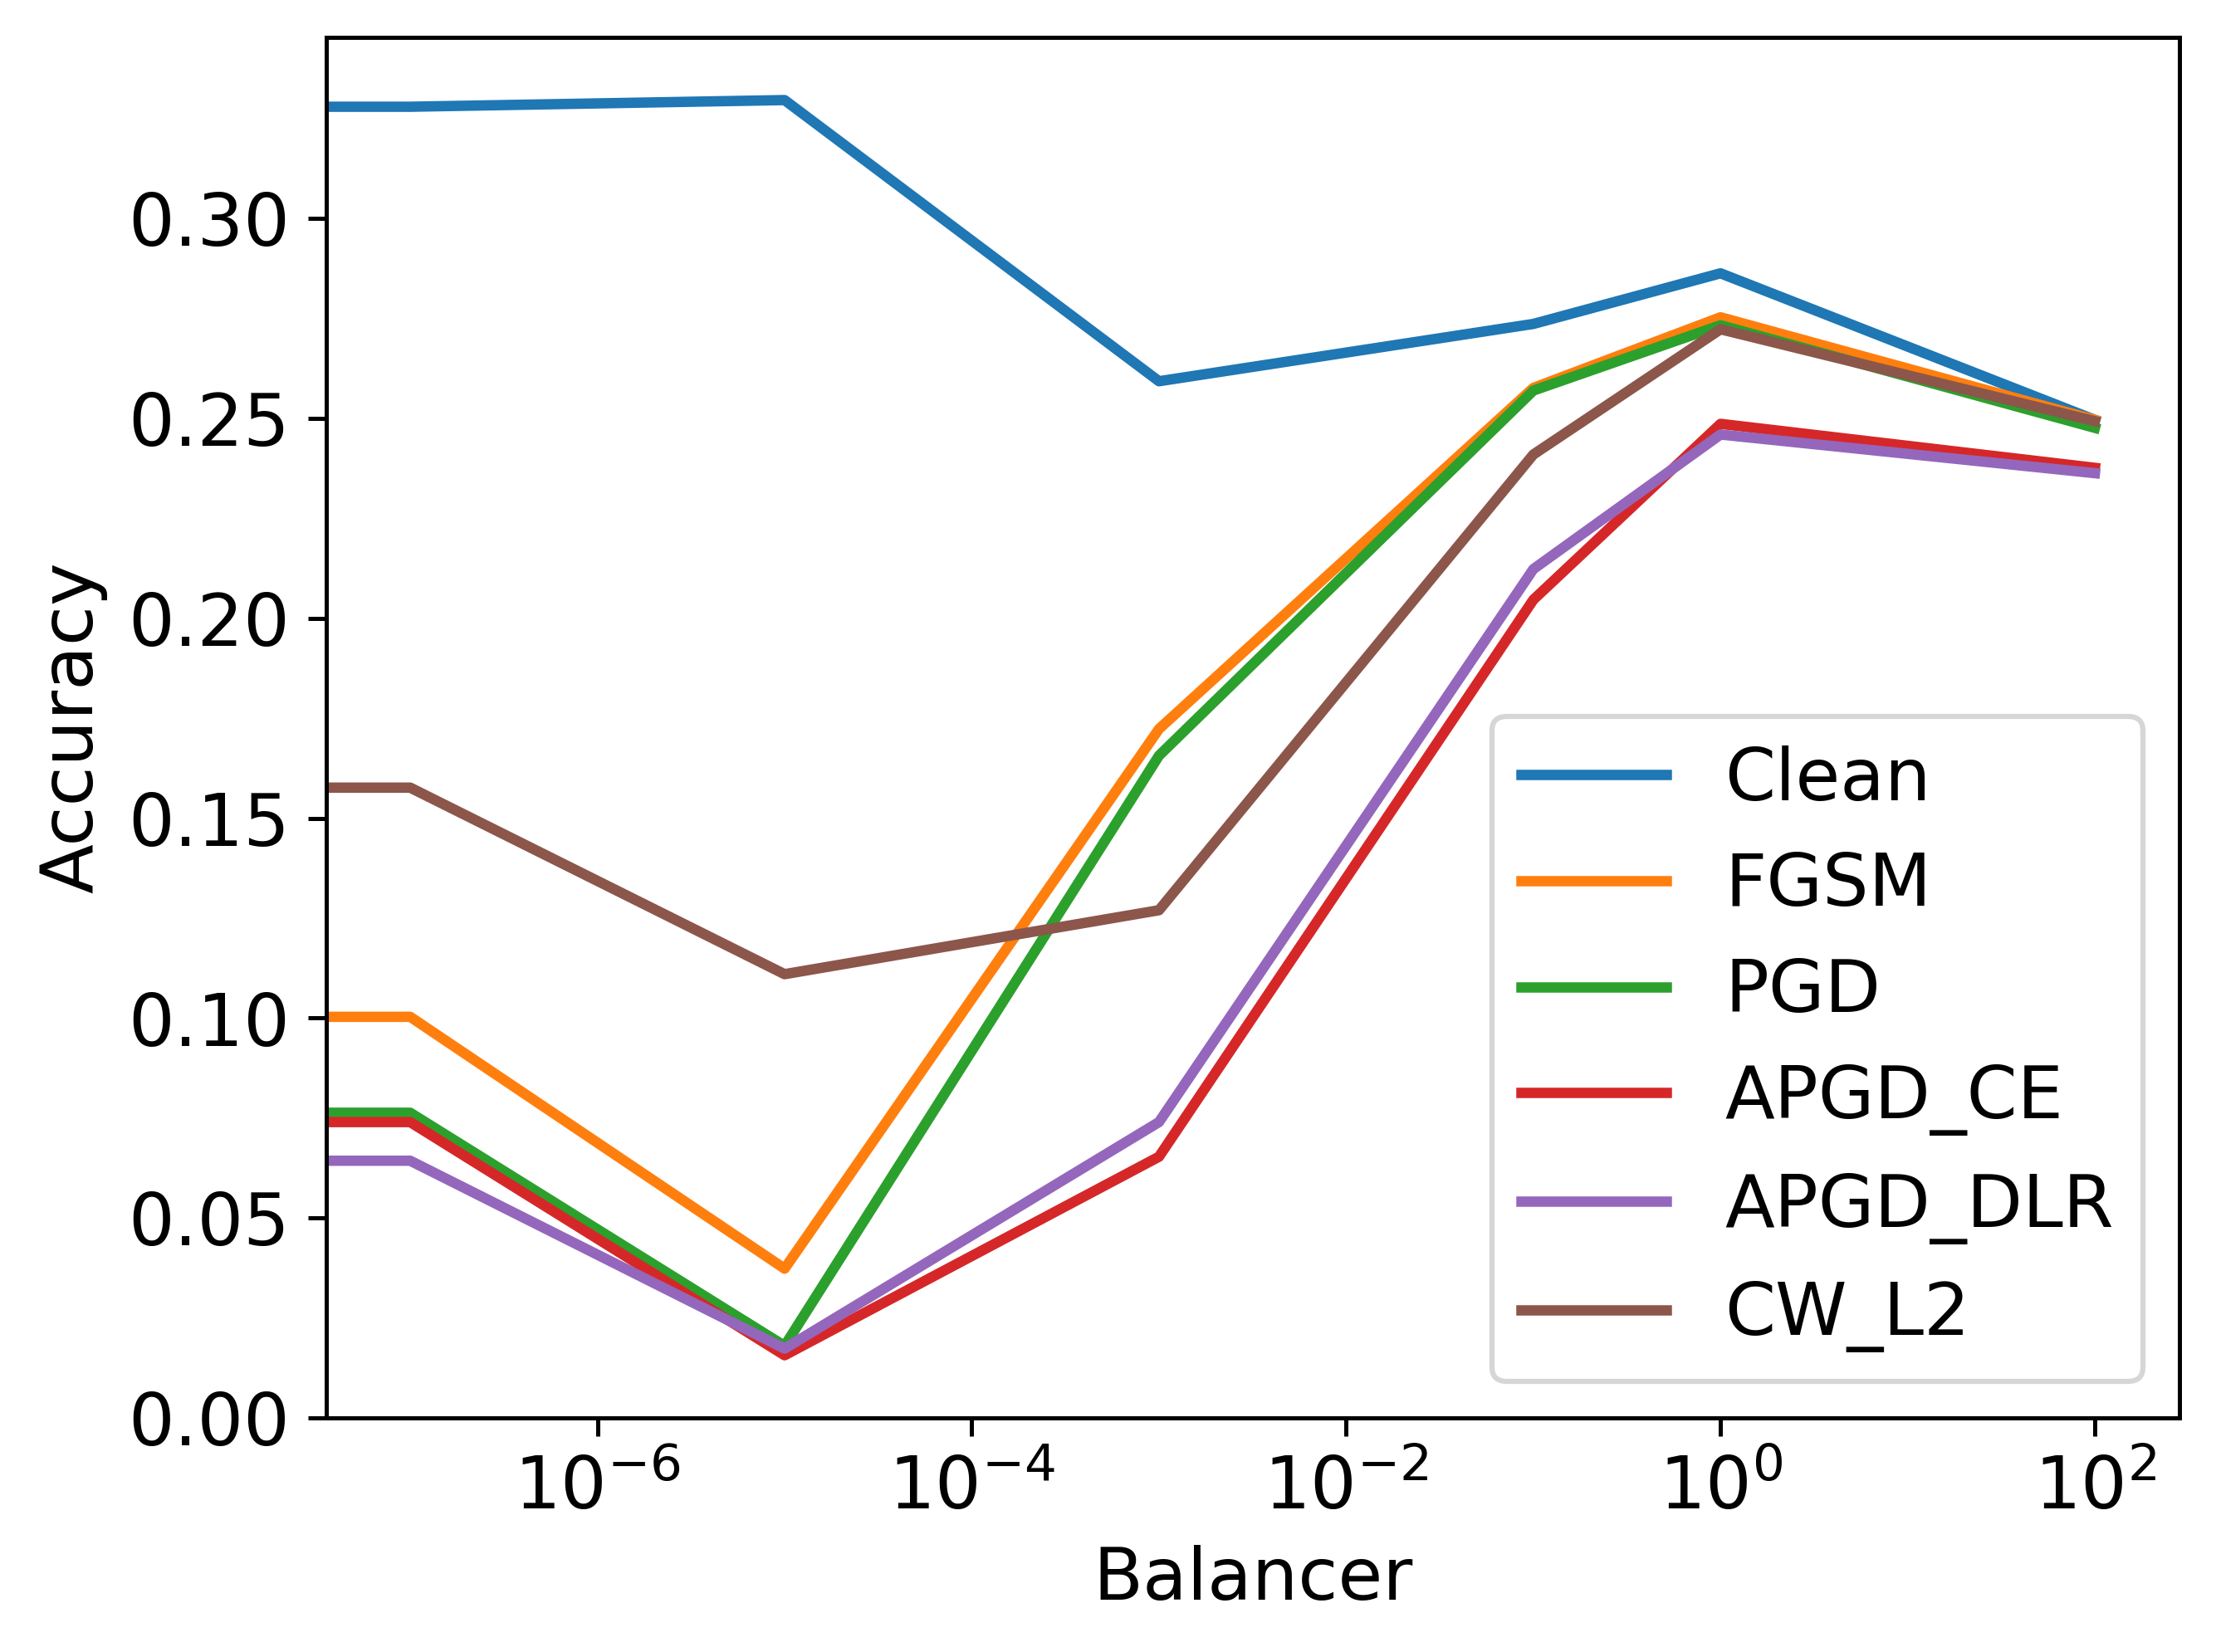 Accuracy
0.30
0.25
0.20
0.15
0.10
0.05
0.00
10⁻⁶ 10⁻⁴ 10⁻² 10⁰ 10²
Balancer
Clean
FGSM
PGD
APGD_CE
APGD_DLR
CW_L2